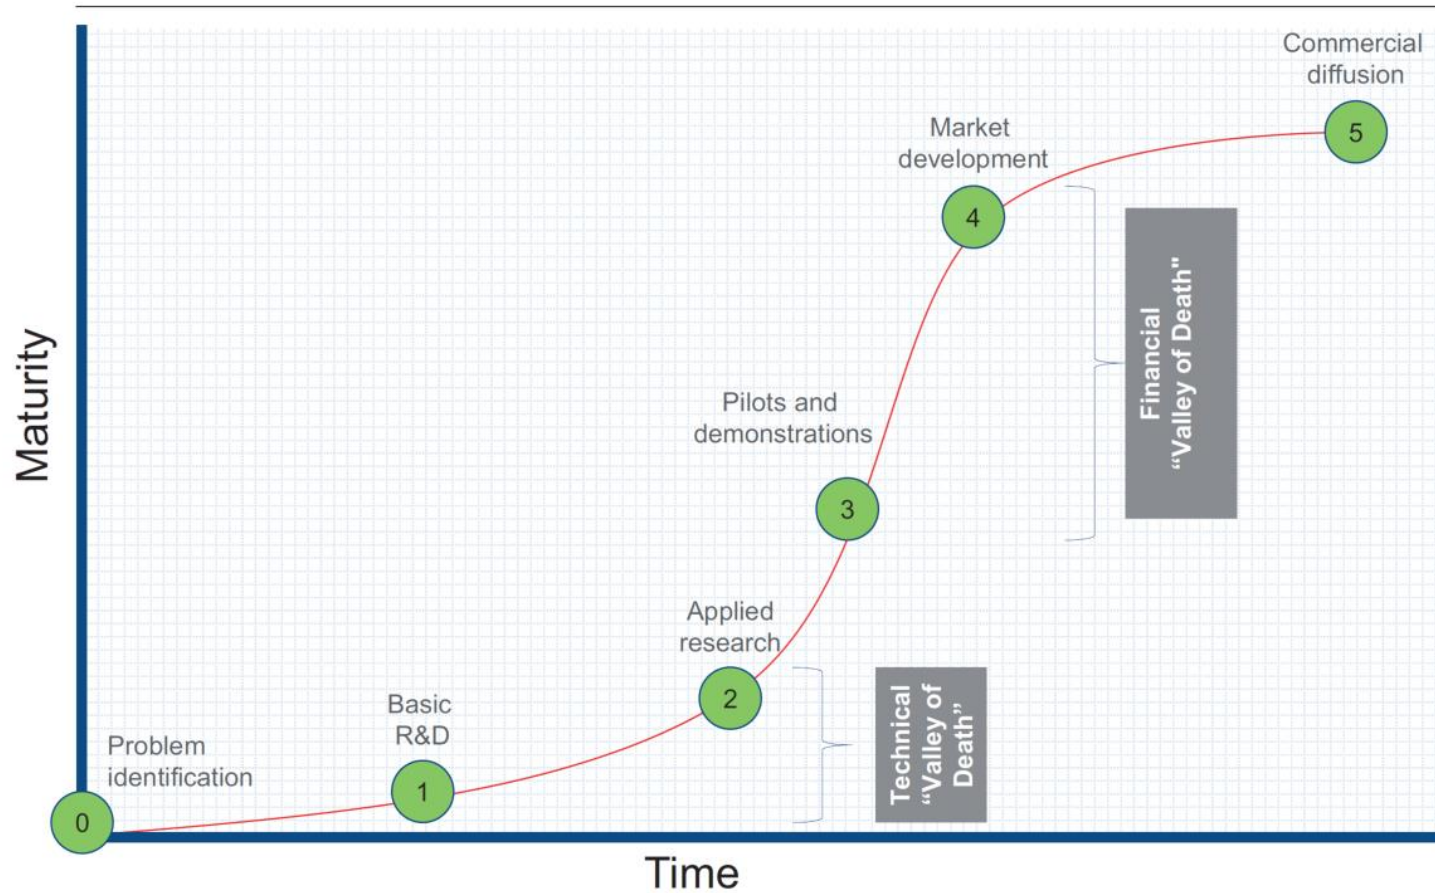 Commercial
diffusion
5
Market
development
4
Financial
“Valley of Death"
Pilots and
demonstrations
3
Maturity
Applied
research
2
Technical
“Valley of
Death”
Basic
R&D
1
Problem
identification
0
Time